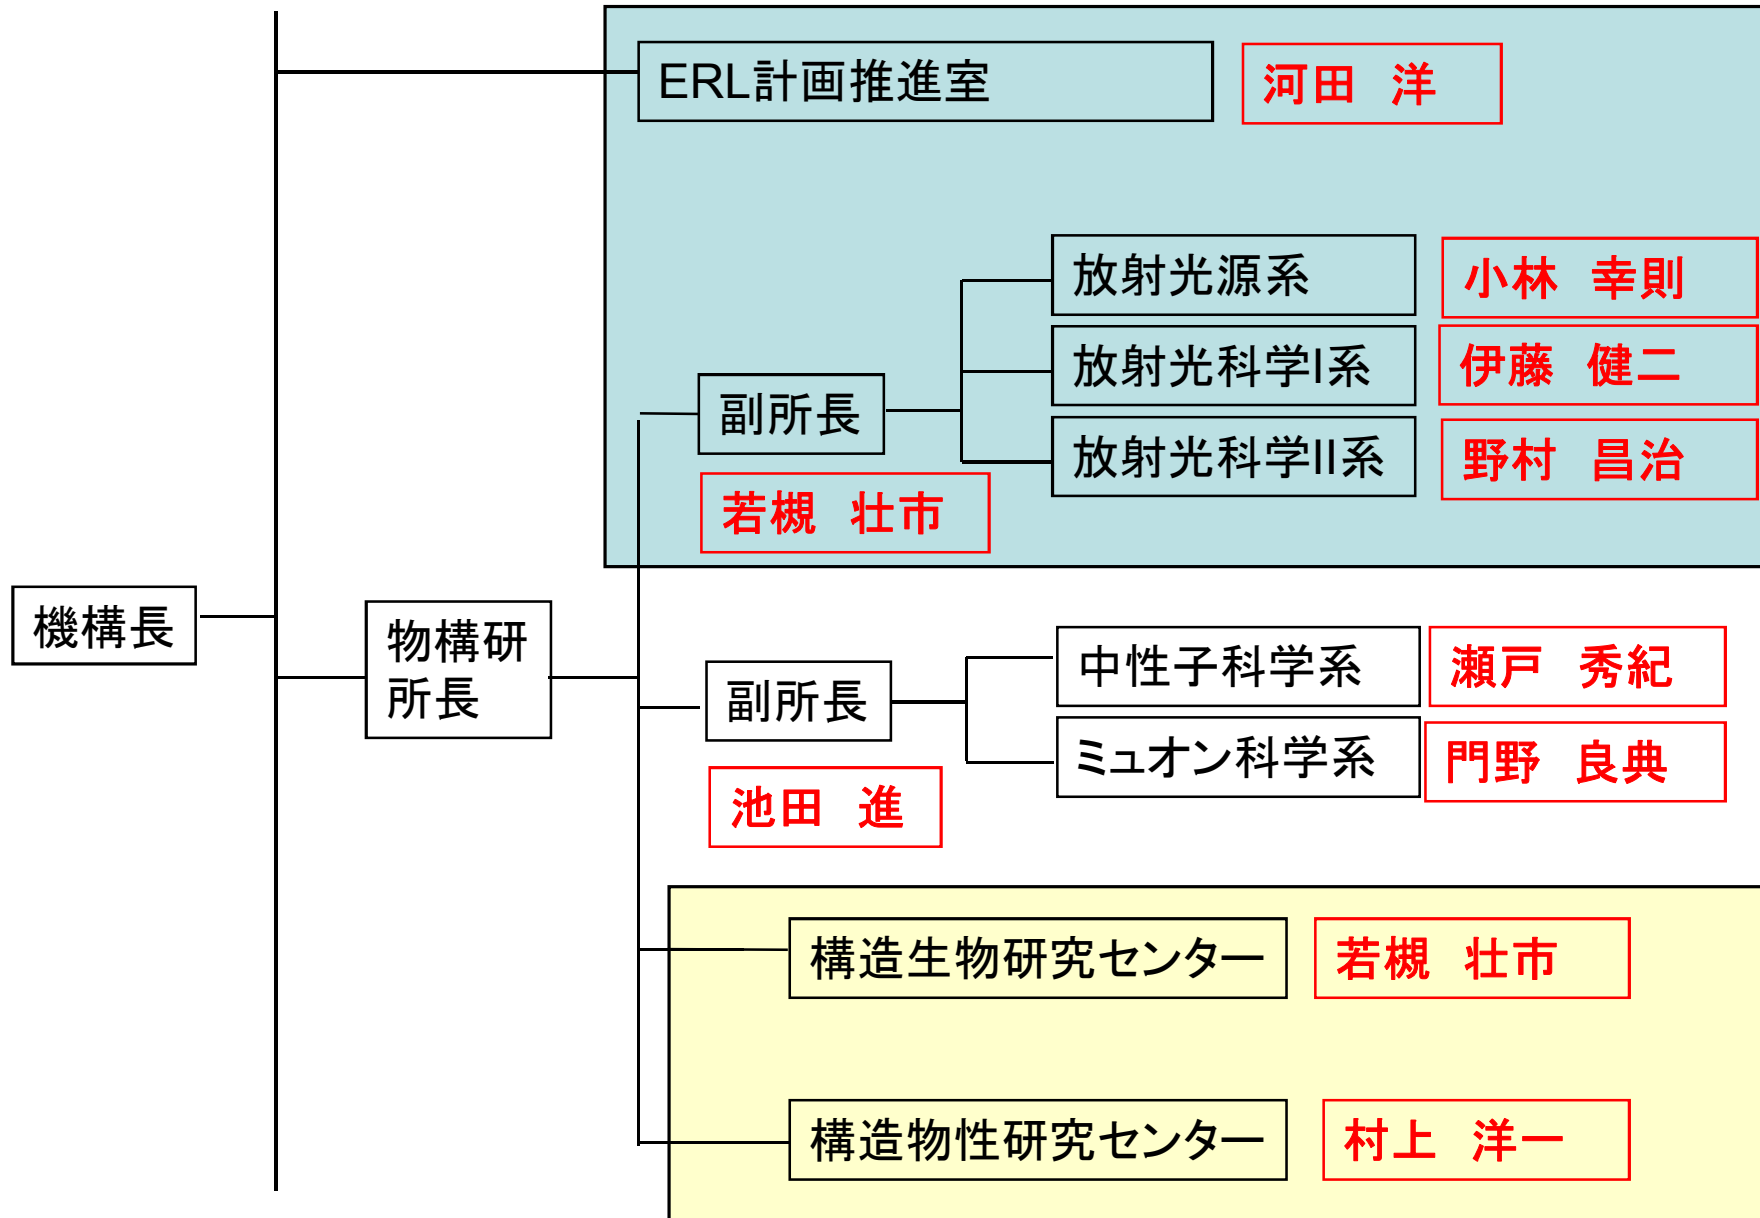 ERL計画推進室 河田 洋
放射光源系 小林 幸則
放射光科学I系 伊藤 健二
副所長
放射光科学II系 野村 昌治
若槻 壮市
機構長
物構研
所長
中性子科学系 瀬戸 秀紀
副所長
ミュオン科学系 門野 良典
池田 進
構造生物研究センター 若槻 壮市
構造物性研究センター 村上 洋一